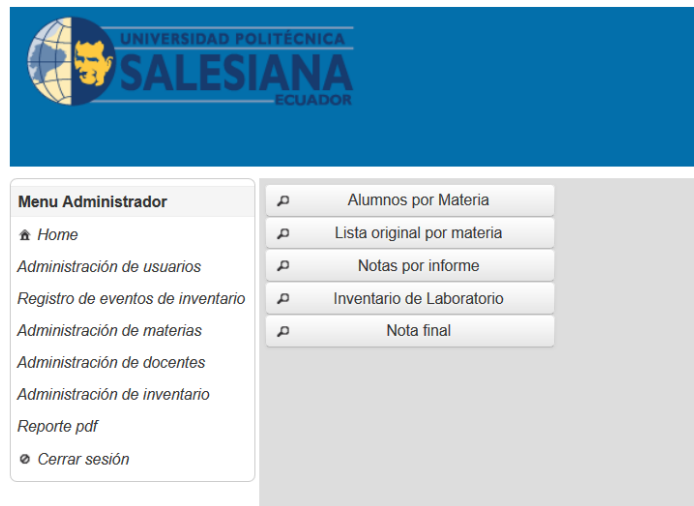 UNIVERSIDAD POLITÉCNICA
SALESIANA
ECUADOR
Menu Administrador
Home
Administración de usuarios
Registro de eventos de inventario
Administración de materias
Administración de docentes
Administración de inventario
Reporte pdf
Cerrar sesión
Alumnos por Materia
Lista original por materia
Notas por informe
Inventario de Laboratorio
Nota final